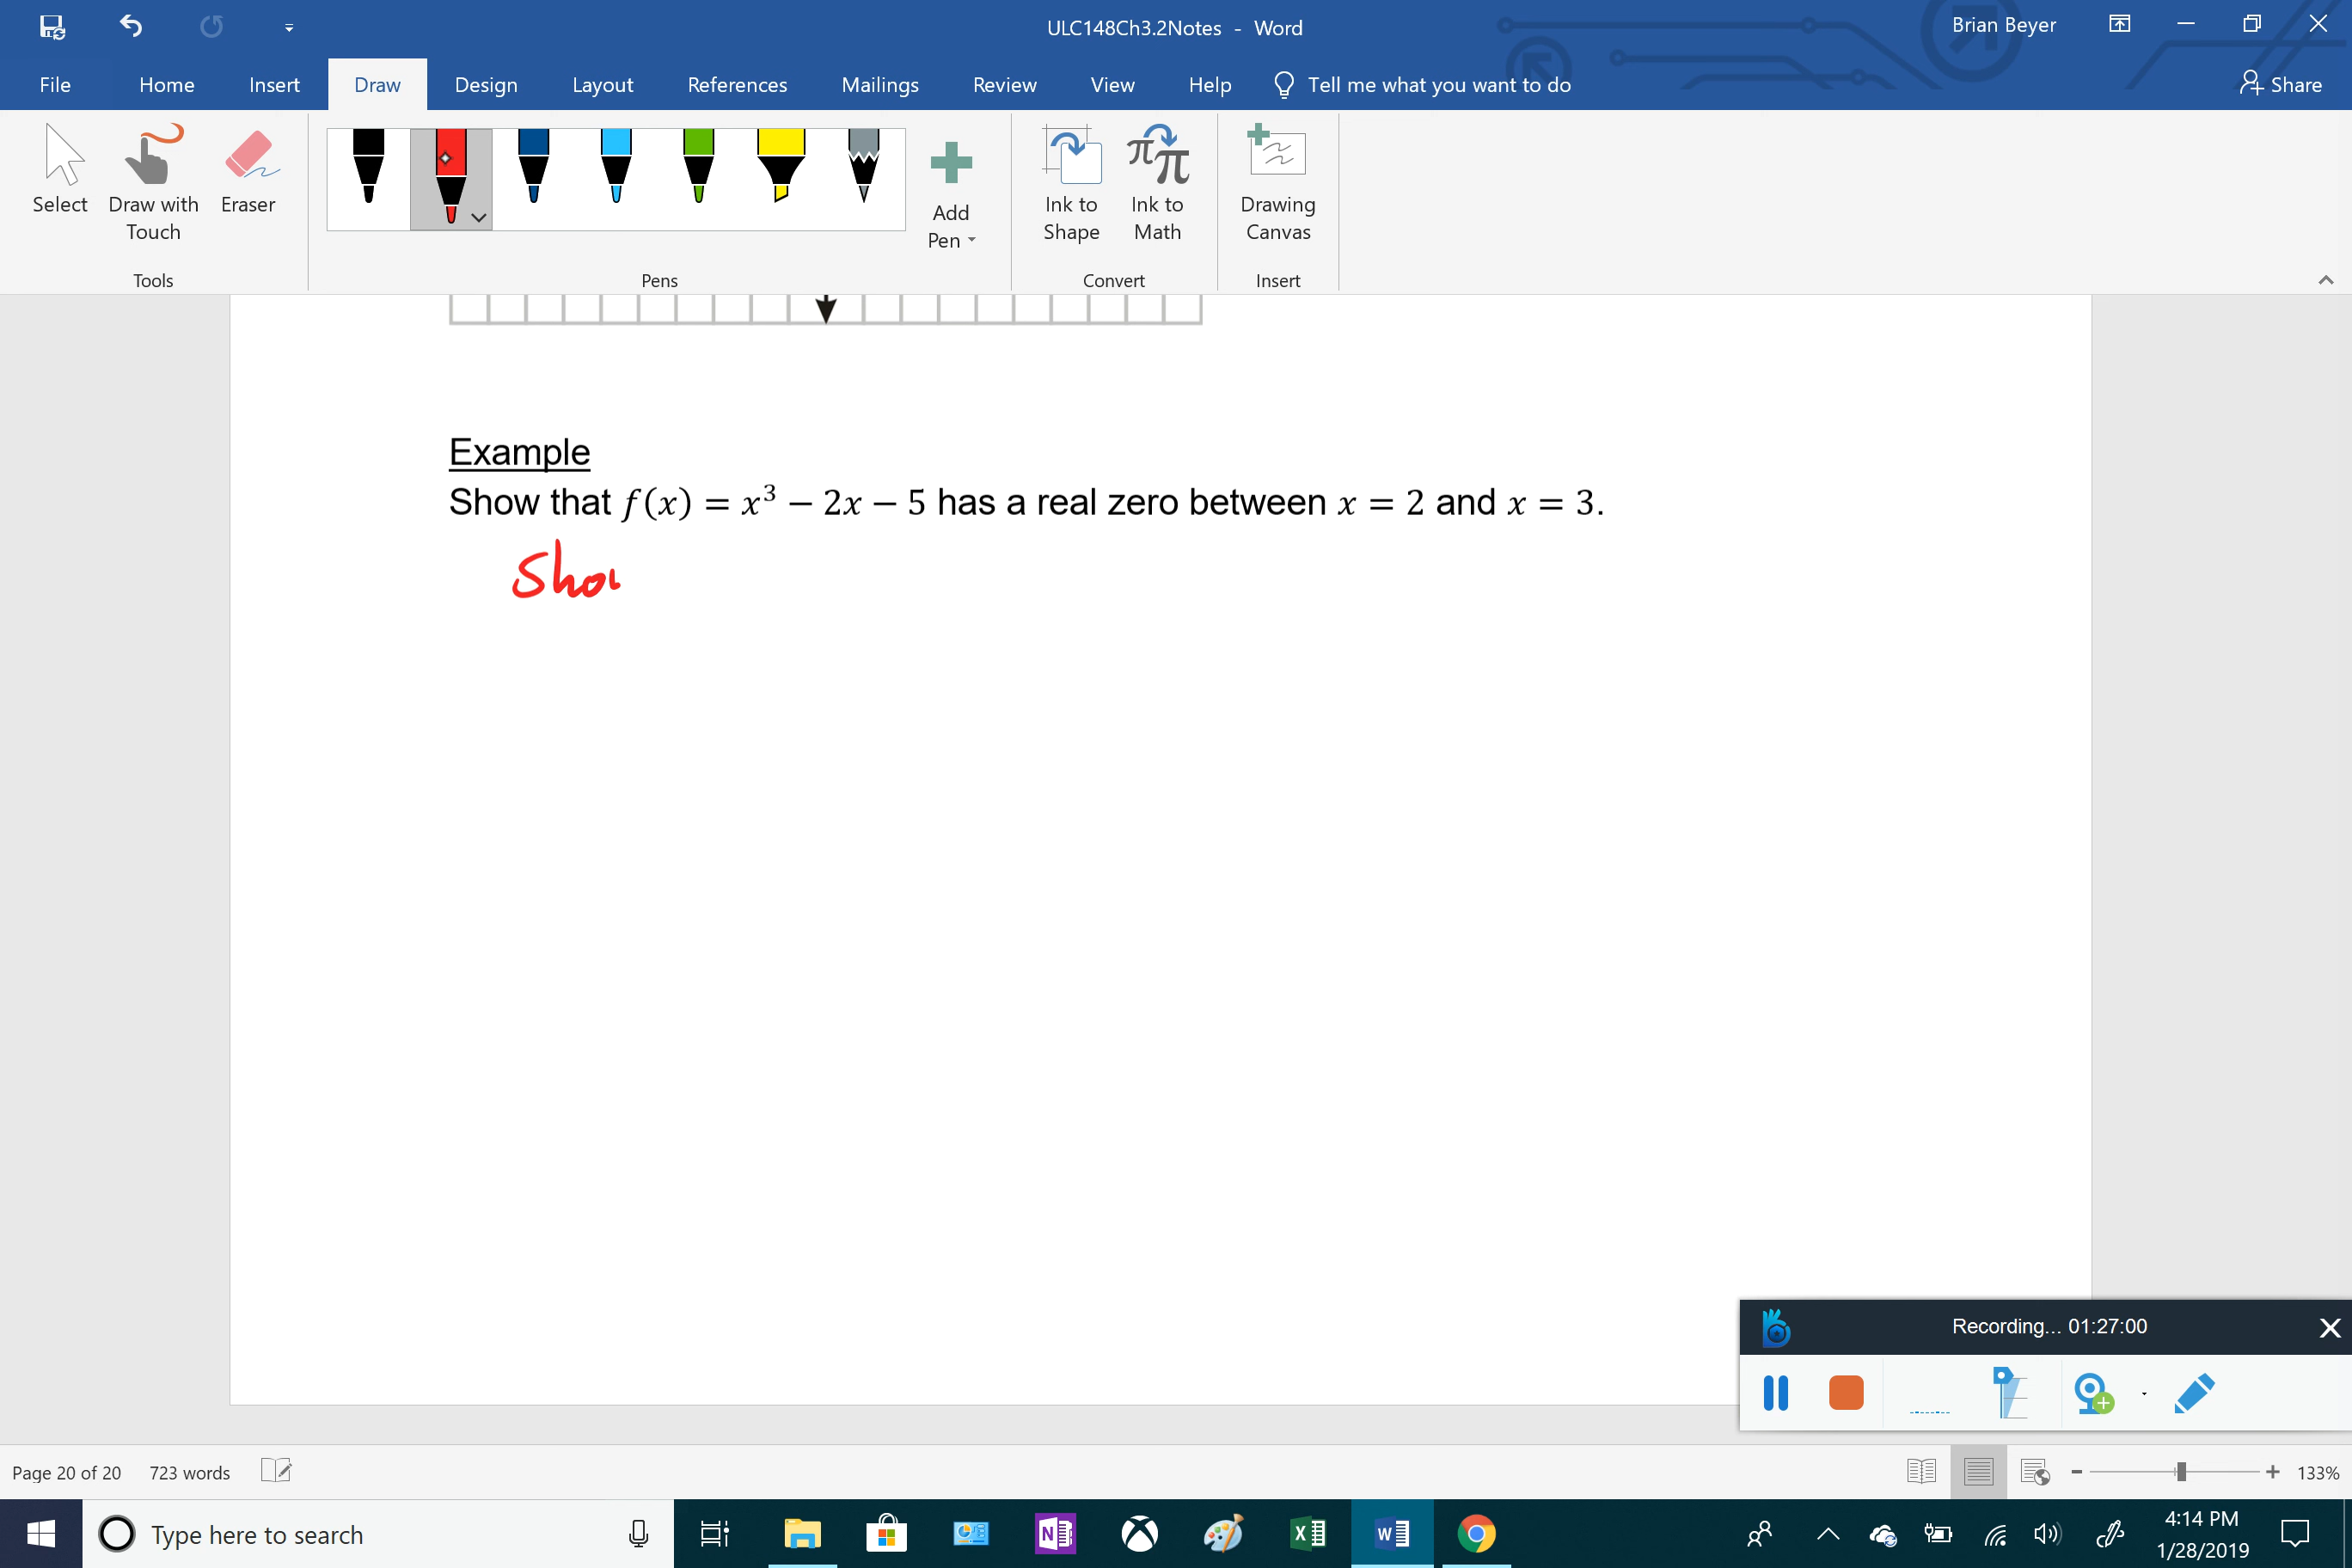 ULC148Ch3.2Notes - Word
Brian Beyer
File Home Insert Draw Design Layout References Mailings Review View Help Tell me what you want to do Share
Select
Draw with Touch
Eraser
Add Pen
Ink to Shape
Ink to Math
Drawing Canvas
Tools Pens Convert Insert
Example
Show that f(x) = x³ − 2x − 5 has a real zero between x = 2 and x = 3.
Recording... 01:27:00
Page 20 of 20 723 words
133%
Type here to search
4:14 PM
1/28/2019